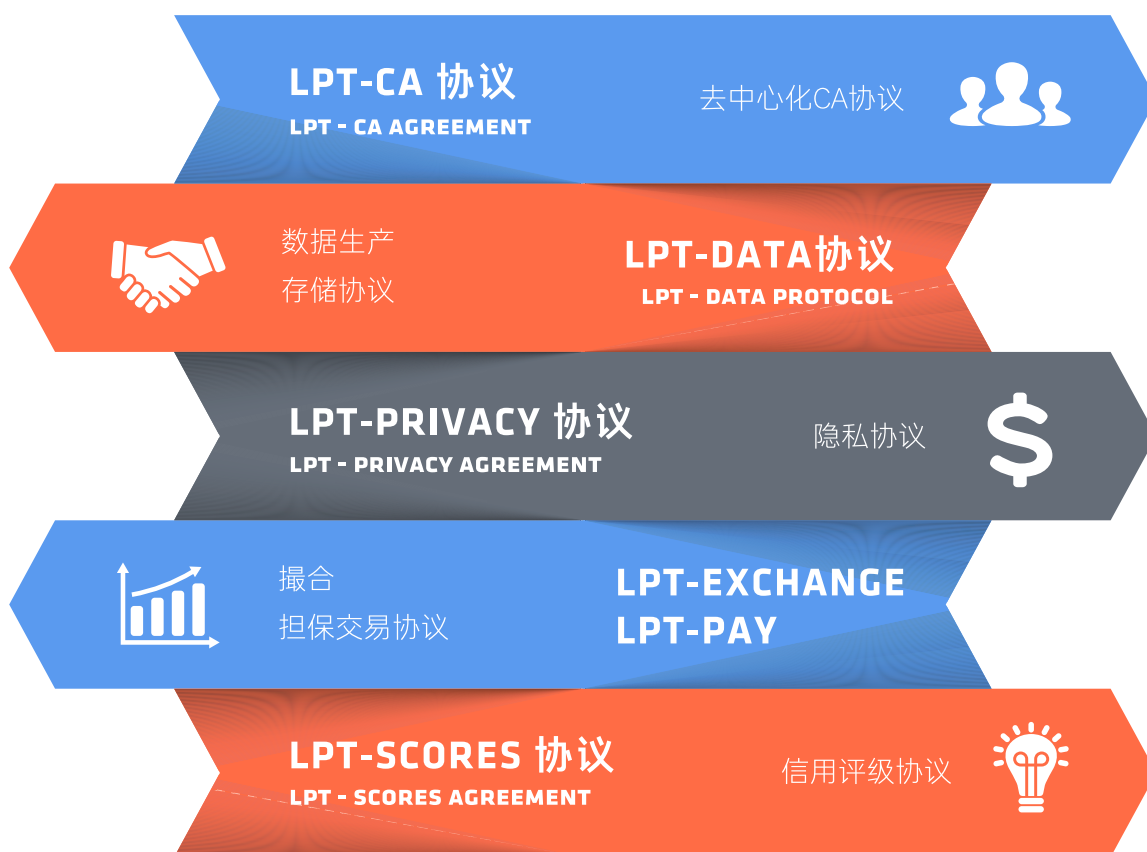 LPT-CA 协议
LPT - CA AGREEMENT
去中心化CA协议
数据生产
存储协议
LPT-DATA协议
LPT - DATA PROTOCOL
LPT-PRIVACY 协议
LPT - PRIVACY AGREEMENT
隐私协议
撮合
担保交易协议
LPT-EXCHANGE
LPT-PAY
LPT-SCORES 协议
LPT - SCORES AGREEMENT
信用评级协议